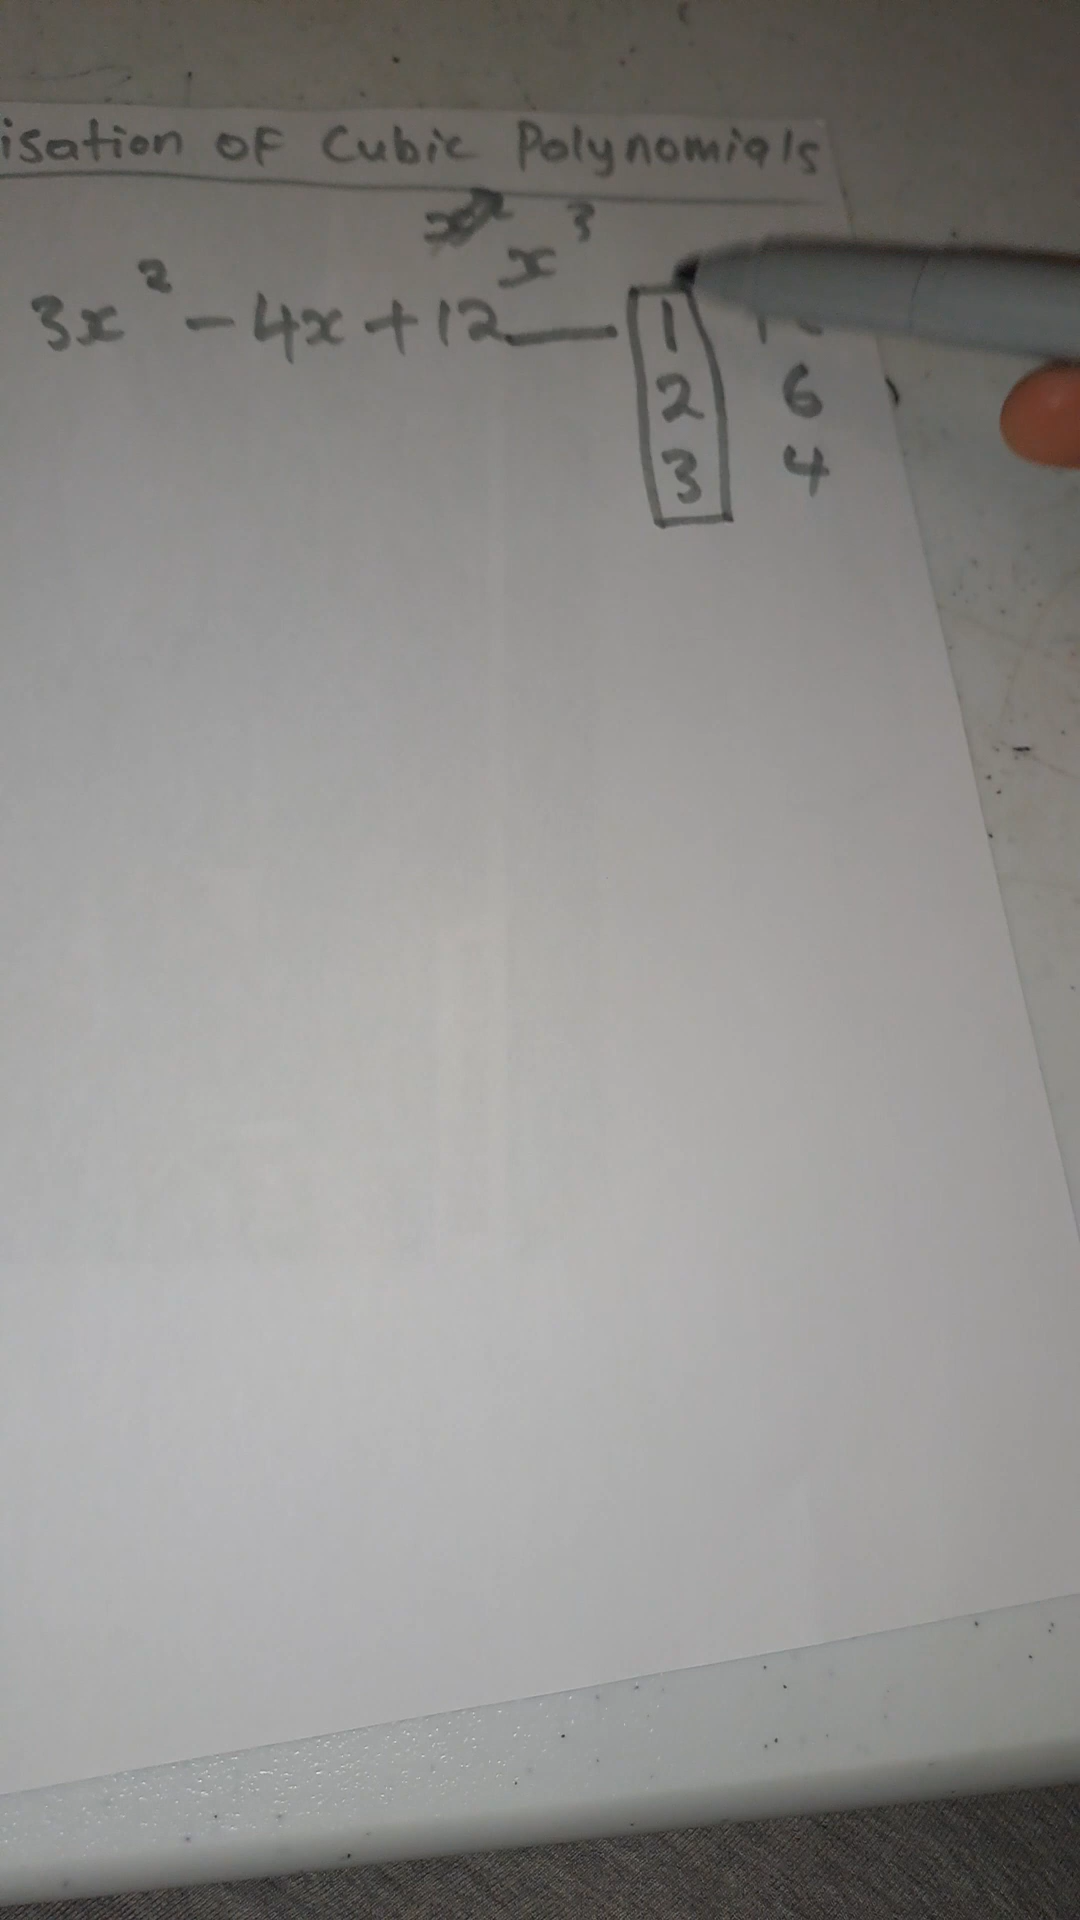 isation of Cubic Polynomials
x³
3x² - 4x + 12 — 1
2 6
3 4